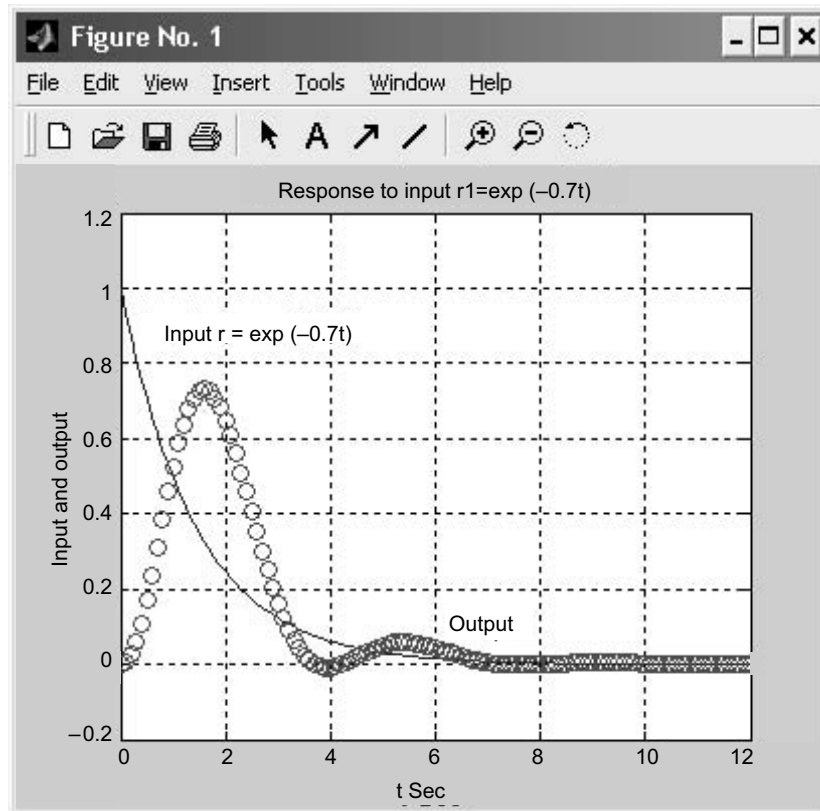 Figure No. 1
File Edit View Insert Tools Window Help
A
Response to input r1=exp (–0.7t)
1.2
1
0.8
0.6
0.4
0.2
0
–0.2
Input and output
Input r = exp (–0.7t)
Output
0 2 4 6 8 10 12
t Sec